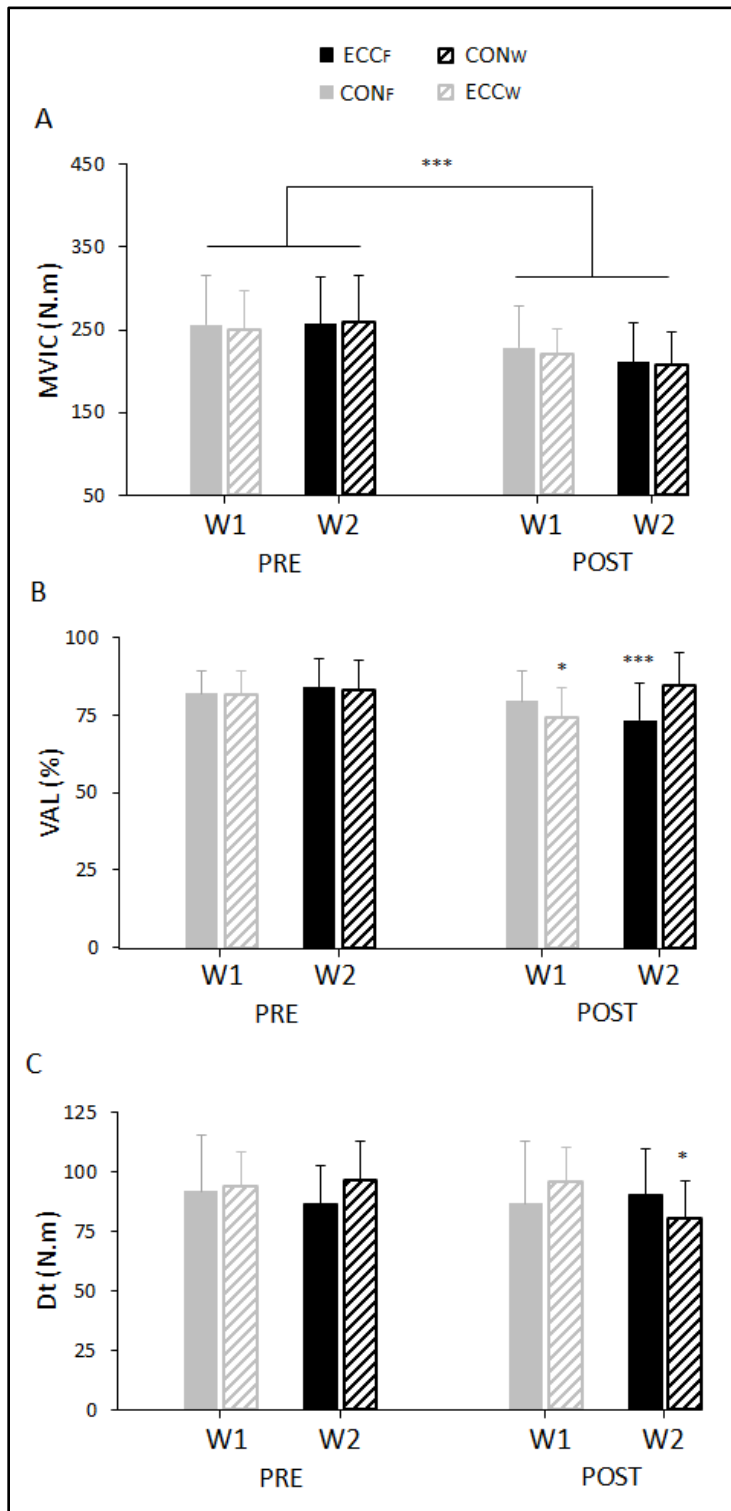 ECCF CONW
CONF ECCW
A
***
450
350
250
150
50
MVIC (N.m)
W1 W2 W1 W2
PRE POST
B
100
75
50
25
0
VAL (%)
* ***
W1 W2 W1 W2
PRE POST
C
125
100
75
50
25
0
Dt (N.m)
*
W1 W2 W1 W2
PRE POST